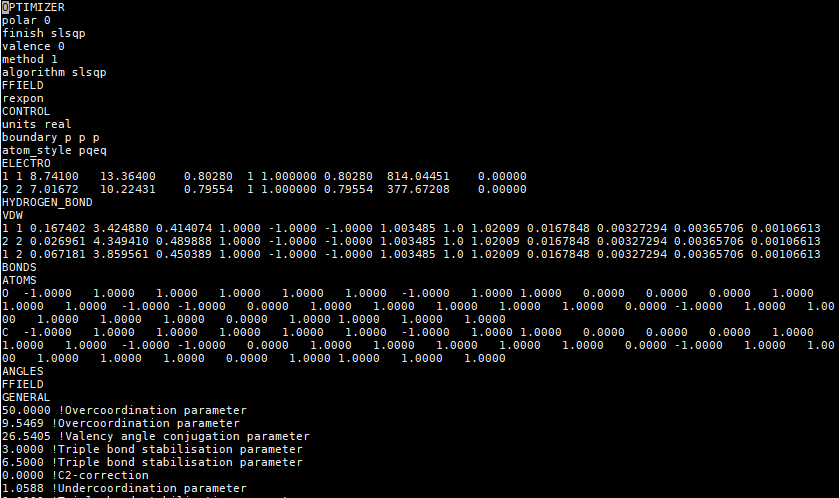 OPTIMIZER
polar 0
finish slsqp
valence 0
method 1
algorithm slsqp
FFIELD
rexpon
CONTROL
units real
boundary p p p
atom_style pqeq
ELECTRO
1 1 8.74100 13.36400 0.80280 1 1.000000 0.80280 814.04451 0.00000
2 2 7.01672 10.22431 0.79554 1 1.000000 0.79554 377.67208 0.00000
HYDROGEN_BOND
VDW
1 1 0.167402 3.424880 0.414074 1.0000 -1.0000 -1.0000 1.003485 1.0 1.02009 0.0167848 0.00327294 0.00365706 0.00106613
2 2 0.026961 4.349410 0.489888 1.0000 -1.0000 -1.0000 1.003485 1.0 1.02009 0.0167848 0.00327294 0.00365706 0.00106613
1 2 0.067181 3.859561 0.450389 1.0000 -1.0000 -1.0000 1.003485 1.0 1.02009 0.0167848 0.00327294 0.00365706 0.00106613
BONDS
ATOMS
O -1.0000 1.0000 1.0000 1.0000 1.0000 1.0000 -1.0000 1.0000 1.0000 0.0000 0.0000 0.0000 1.0000
1.0000 1.0000 -1.0000 -1.0000 0.0000 1.0000 1.0000 1.0000 1.0000 1.0000 0.0000 -1.0000 1.0000 1.00
00 1.0000 1.0000 1.0000 0.0000 1.0000 1.0000 1.0000 1.0000
C -1.0000 1.0000 1.0000 1.0000 1.0000 1.0000 -1.0000 1.0000 1.0000 0.0000 0.0000 0.0000 1.0000
1.0000 1.0000 -1.0000 -1.0000 0.0000 1.0000 1.0000 1.0000 1.0000 1.0000 0.0000 -1.0000 1.0000 1.00
00 1.0000 1.0000 1.0000 0.0000 1.0000 1.0000 1.0000 1.0000
ANGLES
FFIELD
GENERAL
50.0000 !Overcoordination parameter
9.5469 !Overcoordination parameter
26.5405 !Valency angle conjugation parameter
3.0000 !Triple bond stabilisation parameter
6.5000 !Triple bond stabilisation parameter
0.0000 !C2-correction
1.0588 !Undercoordination parameter